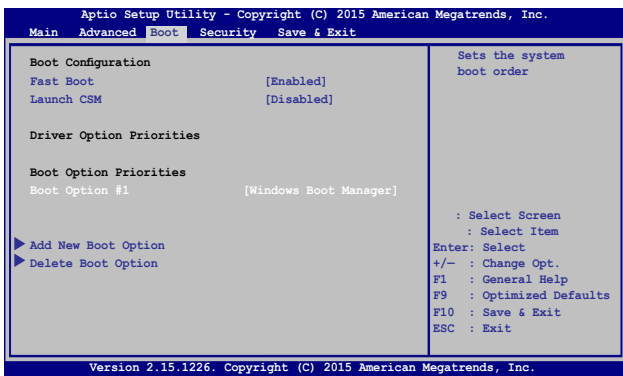 Aptio Setup Utility - Copyright (C) 2015 American Megatrends, Inc.
Main Advanced Boot Security Save & Exit
Boot Configuration
Fast Boot [Enabled]
Launch CSM [Disabled]
Driver Option Priorities
Boot Option Priorities
Boot Option #1 [Windows Boot Manager]
Add New Boot Option
Delete Boot Option
Sets the system
boot order
: Select Screen
: Select Item
Enter: Select
+/— : Change Opt.
F1 : General Help
F9 : Optimized Defaults
F10 : Save & Exit
ESC : Exit
Version 2.15.1226. Copyright (C) 2015 American Megatrends, Inc.